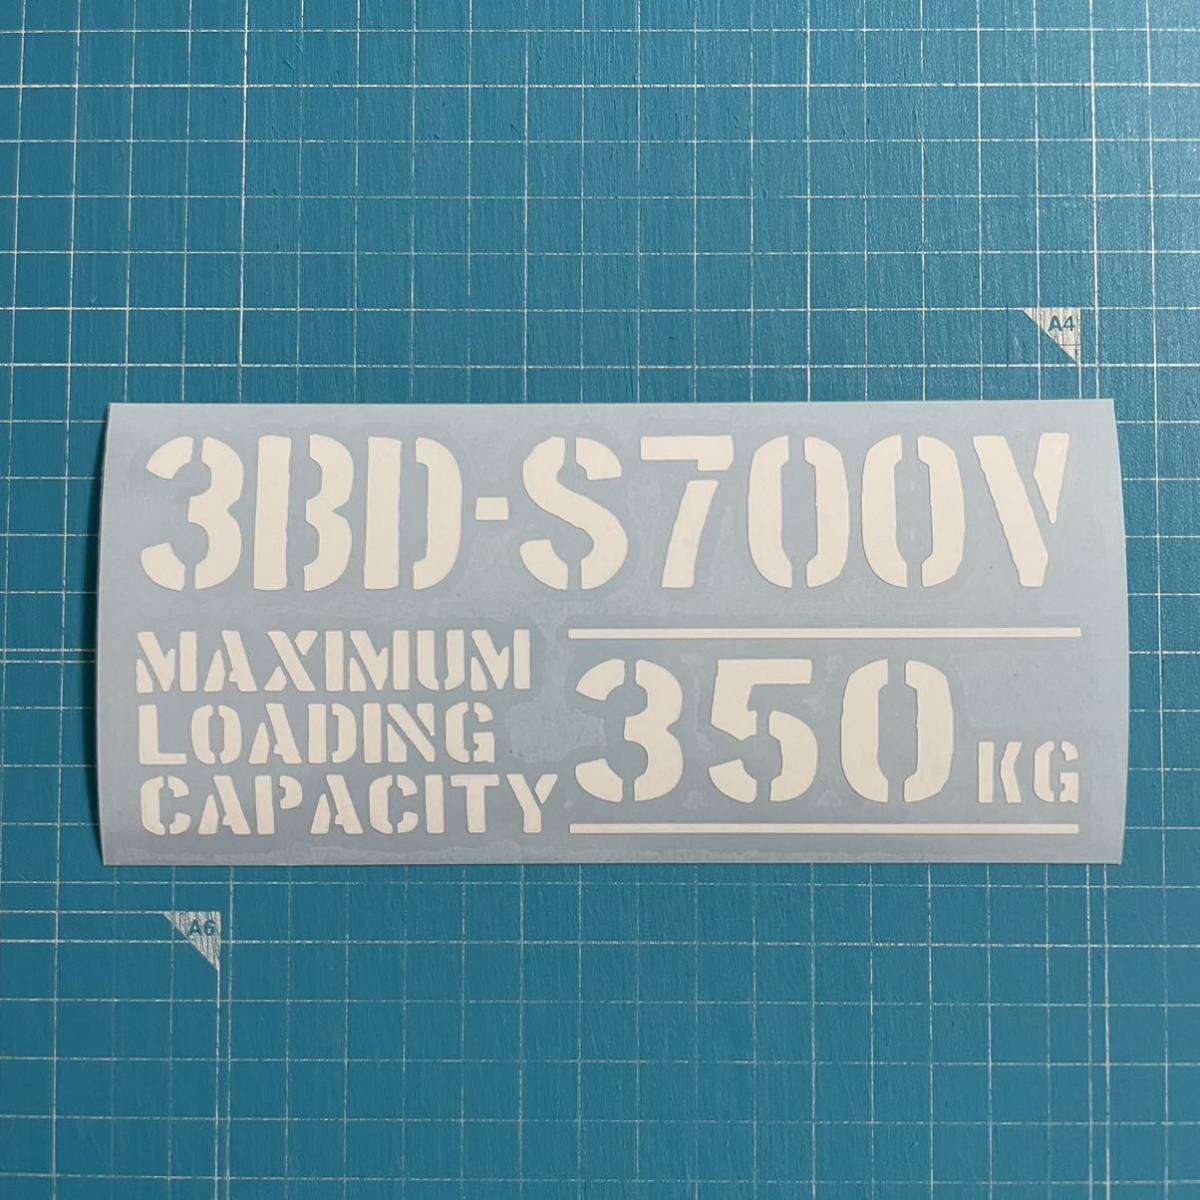 A4
3BD-S700V
MAXIMUM
LOADING
CAPACITY
350 KG
A6